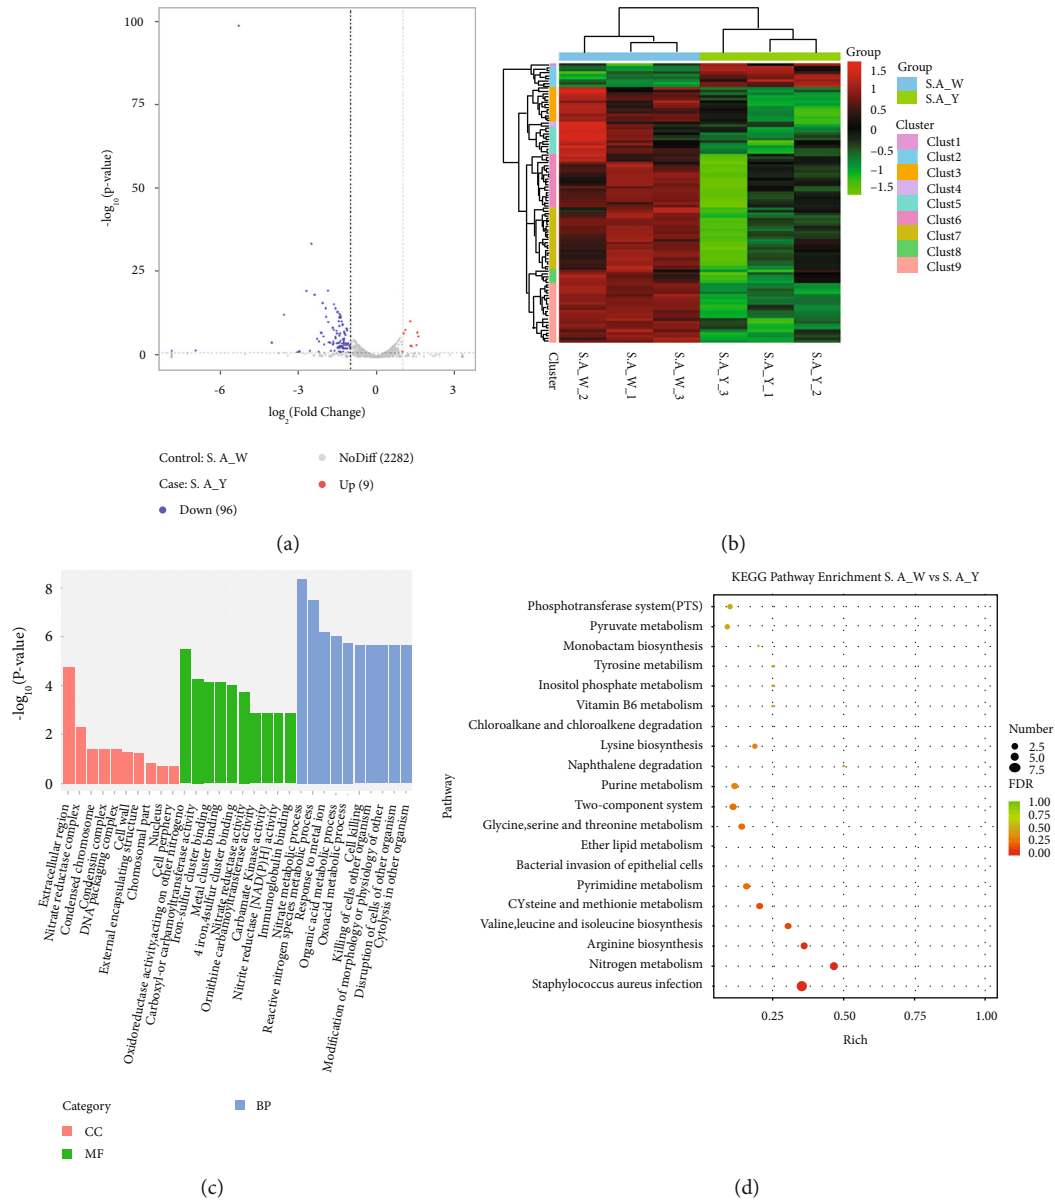 100
75
50
25
0
-log10(p-value)
-6
-3
0
3
log2(Fold Change)
Control: S. A_W
NoDiff (2282)
Case: S. A_Y
Up (9)
Down (96)
(a)
Group
1.5
1
0.5
0
−0.5
−1
−1.5
Group
S.A_W
S.A_Y
Cluster
Clust1
Clust2
Clust3
Clust4
Clust5
Clust6
Clust7
Clust8
Clust9
Cluster
S.A_W_2
S.A_W_1
S.A_W_3
S.A_Y_3
S.A_Y_1
S.A_Y_2
(b)
8
6
4
2
0
-log10(P-value)
Extracellular region
Nitrate reductase complex
Condensed chromosome
Condensin complex
DNA packaging complex
Cell wall
External encapsulating structure
Chromosomal part
Nucleus
Cell periphery
Oxidoreductase activity,acting on other nitrogeno
Carboxyl-or carbamoyltransferase activity
Iron-sulfur cluster binding
Metal cluster binding
4 iron,4sulfur cluster binding
Nitrate reductase activity
Ornithine carbamoyltransferase activity
Carbamate Kinase activity
Nitrite reductase [NAD(P)H] activity
Immunoglobulin binding
Nitrate metabolic process
Reactive nitrogen species metabolic process
Response to metal ion
Organic acid metabolic process
Oxoacid metabolic process
Cell killing
Killing of cells other organism
Modification of morphology or physiology of other
Disruption of cells of other organism
Cytolysis in other organism
Category
CC
MF
BP
(c)
KEGG Pathway Enrichment S. A_W vs S. A_Y
Pathway
Phosphotransferase system(PTS)
Pyruvate metabolism
Monobactam biosynthesis
Tyrosine metabilism
Inositol phosphate metabolism
Vitamin B6 metabolism
Chloroalkane and chloroalkene degradation
Lysine biosynthesis
Naphthalene degradation
Purine metabolism
Two-component system
Glycine,serine and threonine metabolism
Ether lipid metabolism
Bacterial invasion of epithelial cells
Pyrimidine metabolism
CYsteine and methionie metabolism
Valine,leucine and isoleucine biosynthesis
Arginine biosynthesis
Nitrogen metabolism
Staphylococcus aureus infection
0.25
0.50
0.75
1.00
Rich
Number
2.5
5.0
7.5
FDR
1.00
0.75
0.50
0.25
0.00
(d)